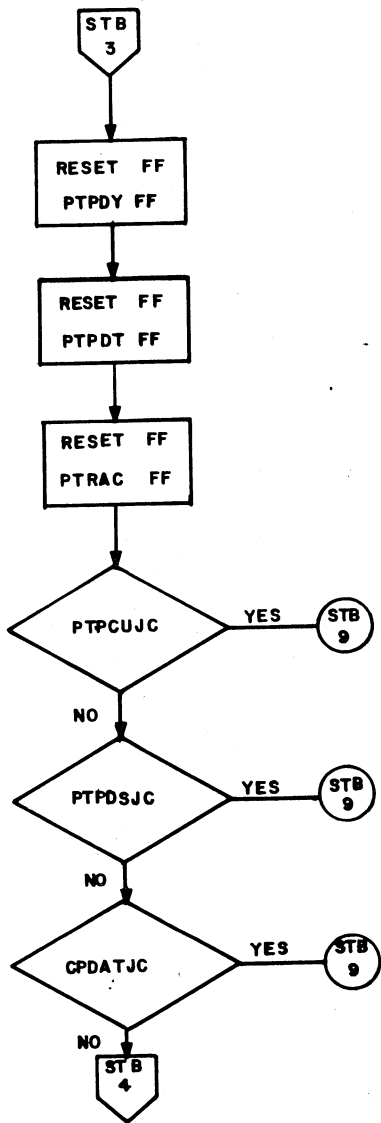 STB
3
RESET FF
PTPDY FF
RESET FF
PTPDT FF
RESET FF
PTRAC FF
PTPCUJC
YES
STB
9
NO
PTPDSJC
YES
STB
9
NO
CPDATJC
YES
STB
9
NO
STB
4